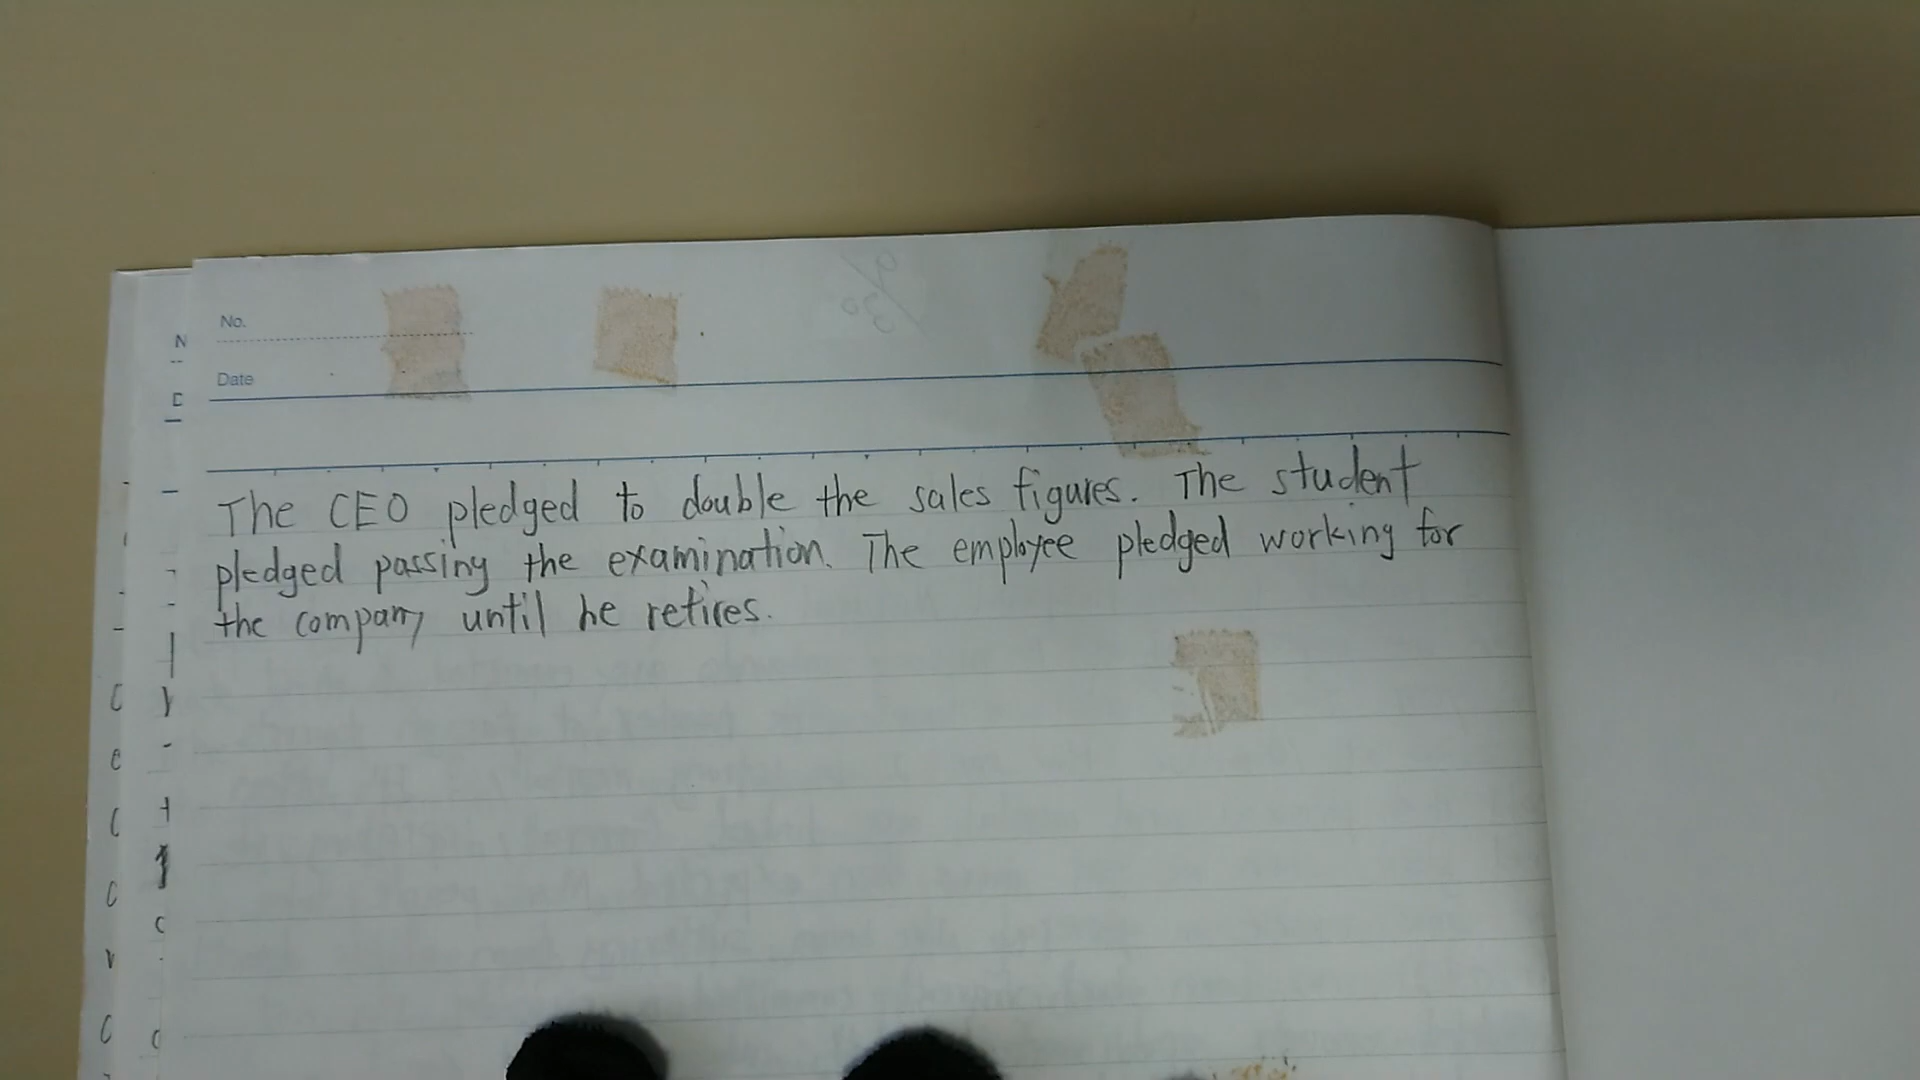 No.
Date
The CEO pledged to double the sales figures. The student
pledged passing the examination. The employee pledged working for
the company until he retires.